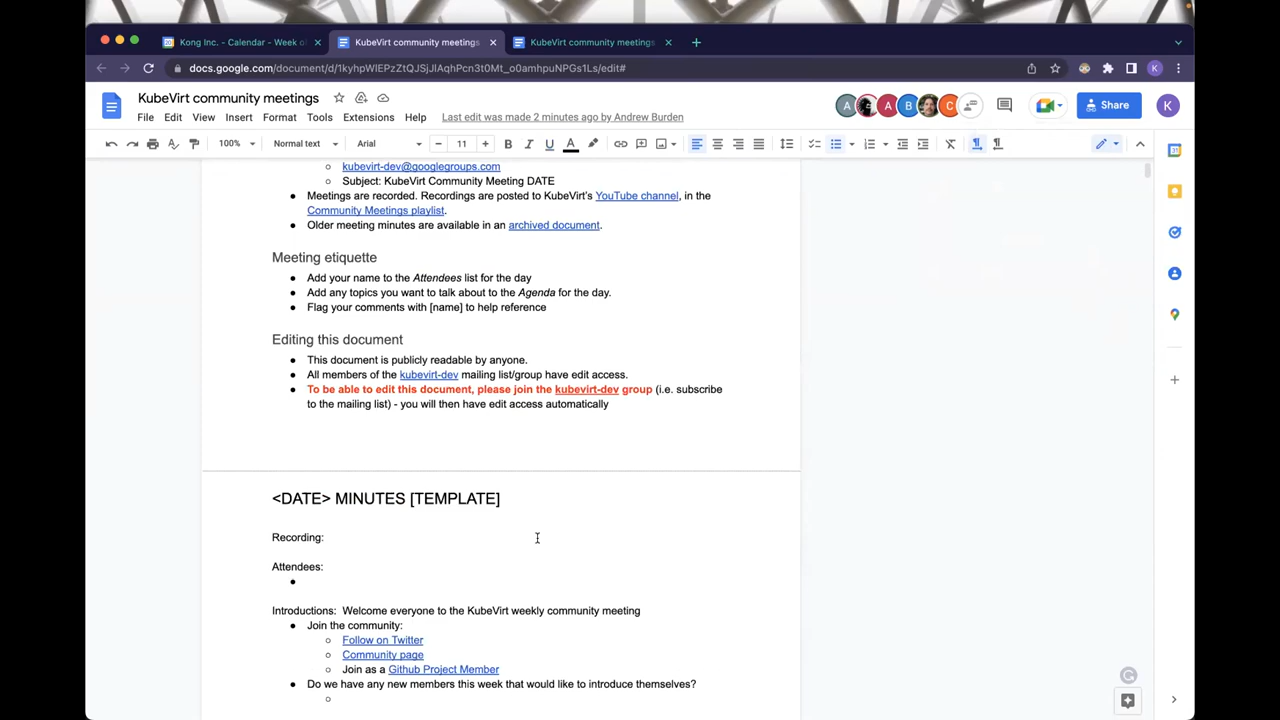 Kong Inc. - Calendar - Week o
KubeVirt community meetings
KubeVirt community meetings
docs.google.com/document/d/1kyhpWIEPzZtQJSjJIAqhPcn3t0Mt_o0amhpuNPGs1Ls/edit#
K
KubeVirt community meetings
A
A
B
C
Share
K
File Edit View Insert Format Tools Extensions Help Last edit was made 2 minutes ago by Andrew Burden
100% Normal text Arial 11 B I U A
kubevirt-dev@googlegroups.com
Subject: KubeVirt Community Meeting DATE
Meetings are recorded. Recordings are posted to KubeVirt's YouTube channel, in the
Community Meetings playlist.
Older meeting minutes are available in an archived document.
Meeting etiquette
Add your name to the Attendees list for the day
Add any topics you want to talk about to the Agenda for the day.
Flag your comments with [name] to help reference
Editing this document
This document is publicly readable by anyone.
All members of the kubevirt-dev mailing list/group have edit access.
To be able to edit this document, please join the kubevirt-dev group (i.e. subscribe
to the mailing list) - you will then have edit access automatically
<DATE> MINUTES [TEMPLATE]
Recording:
Attendees:
Introductions: Welcome everyone to the KubeVirt weekly community meeting
Join the community:
Follow on Twitter
Community page
Join as a Github Project Member
Do we have any new members this week that would like to introduce themselves?